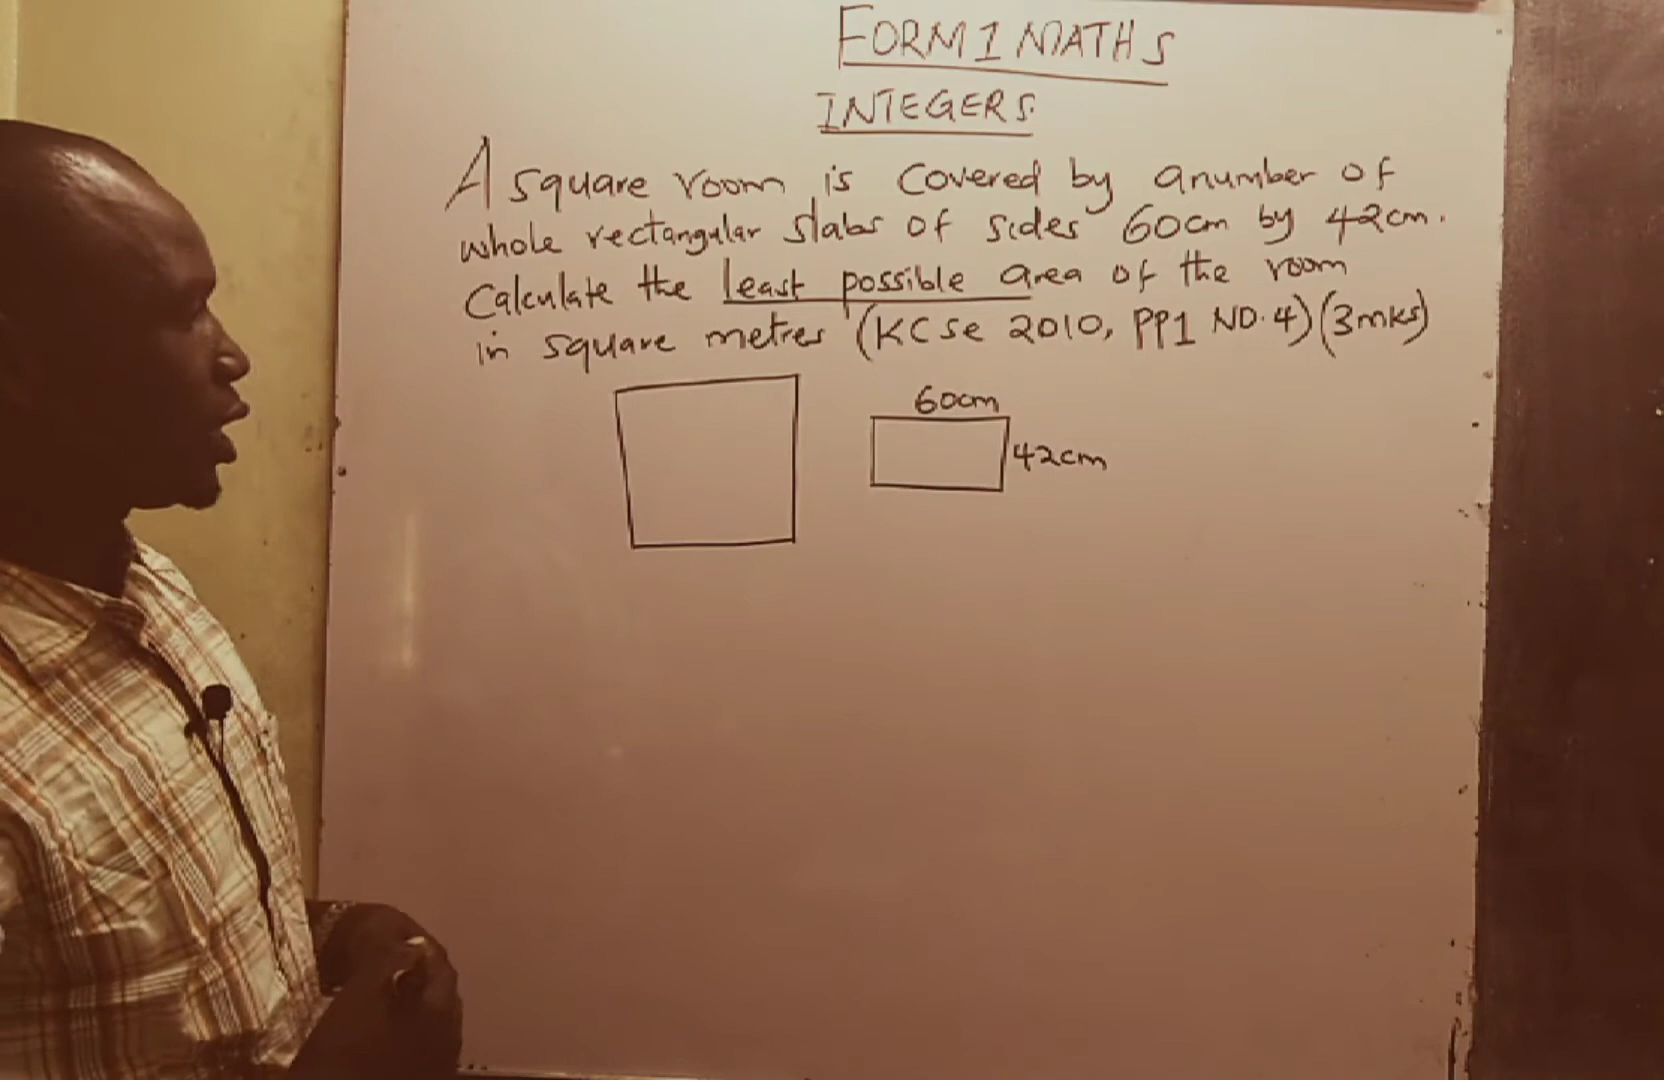 FORM 1 MATHS
INTEGERS.
A square room is covered by anumber of
whole rectangular slabs of sides 60cm by 42cm.
Calculate the least possible area of the room
in square metres (KCSe 2010, PP1 NO.4)(3mks)
60cm
42cm